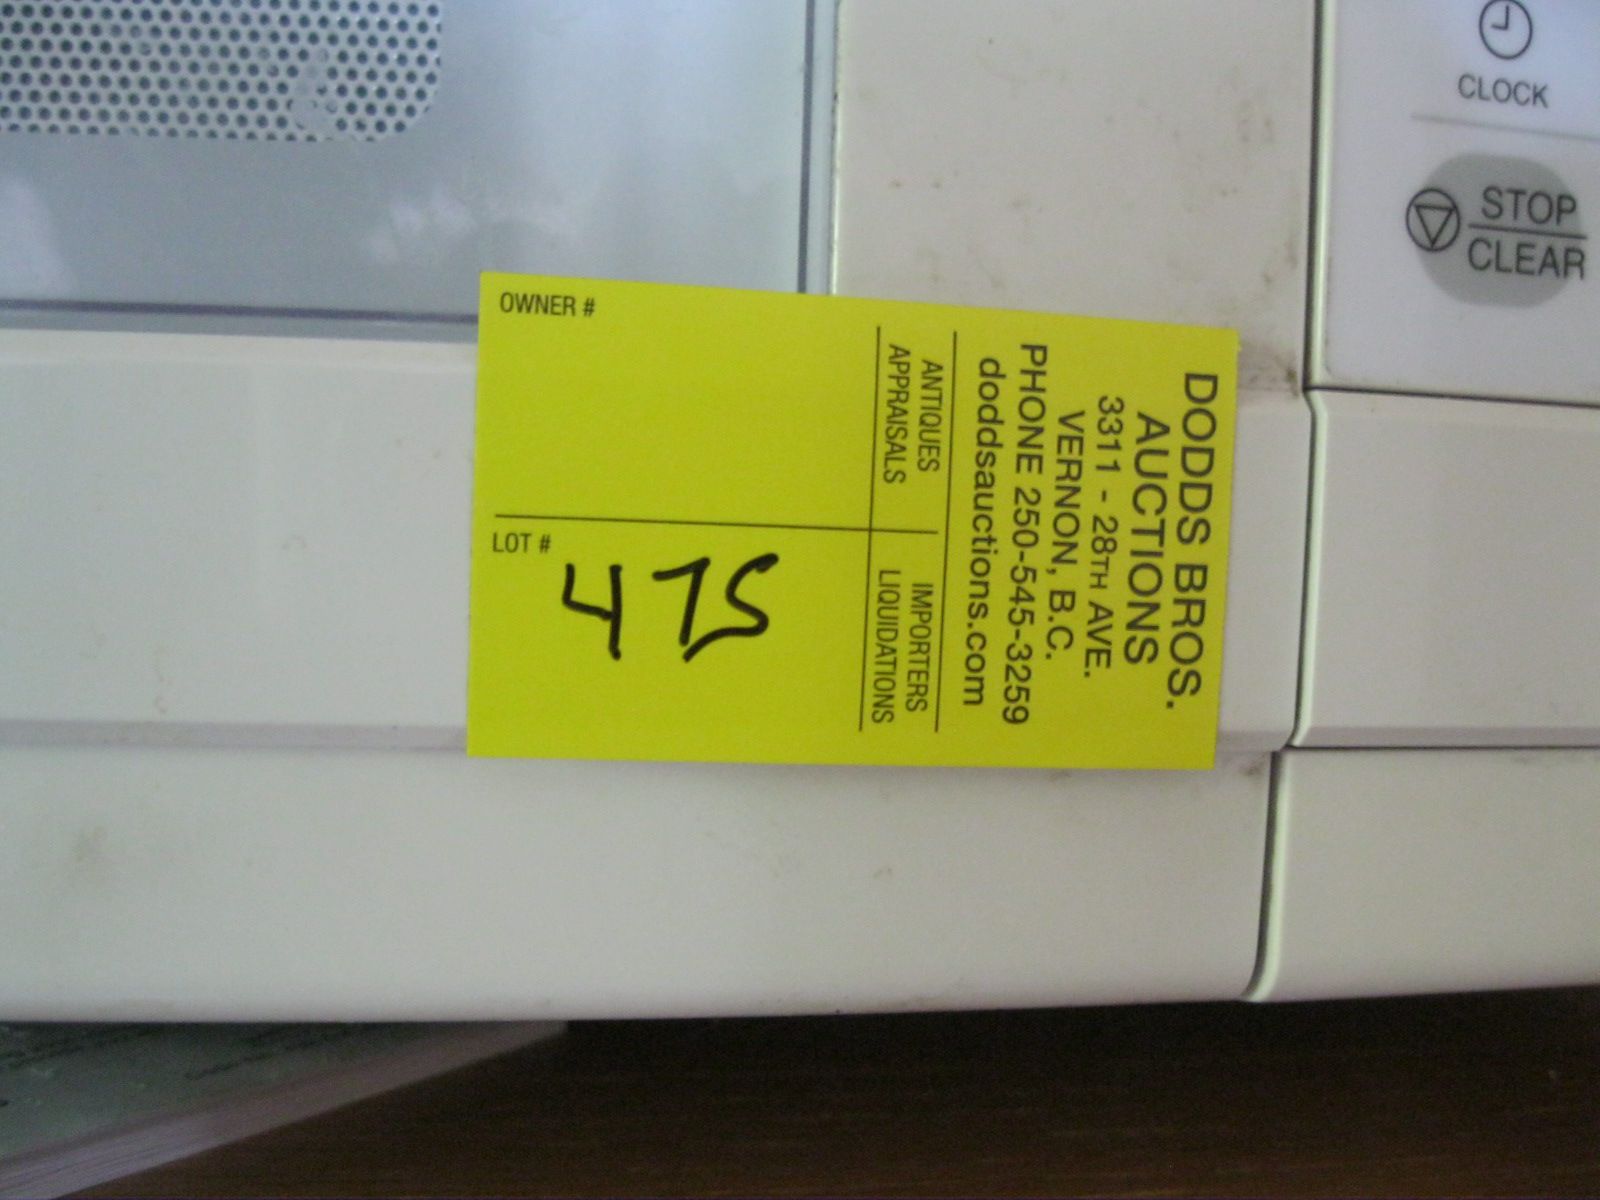 CLOCK
STOP
CLEAR
DODDS BROS.
AUCTIONS
3311 - 28TH AVE.
VERNON, B.C.
PHONE 250-545-3259
doddsauctions.com
ANTIQUES
APPRAISALS
IMPORTERS
LIQUIDATIONS
OWNER #
LOT #
475